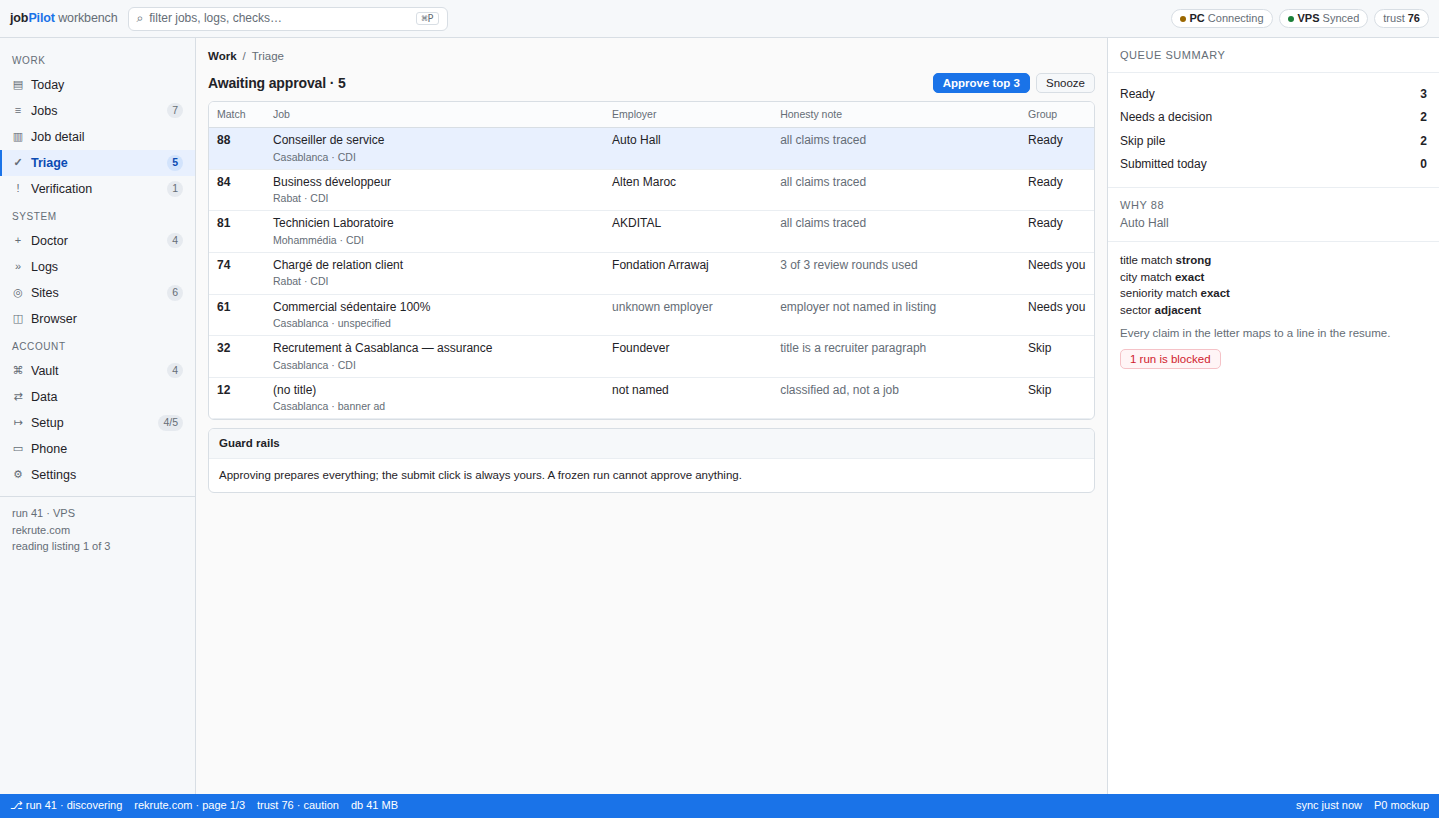 jobPilot workbench
filter jobs, logs, checks… ⌘P
PC Connecting
VPS Synced
trust 76
WORK
Today
Jobs 7
Job detail
Triage 5
Verification 1
SYSTEM
Doctor 4
Logs
Sites 6
Browser
ACCOUNT
Vault 4
Data
Setup 4/5
Phone
Settings
run 41 · VPS
rekrute.com
reading listing 1 of 3
Work / Triage
Awaiting approval · 5
Approve top 3
Snooze
Match Job Employer Honesty note Group
88 Conseiller de service Auto Hall all claims traced Ready
Casablanca · CDI
84 Business développeur Alten Maroc all claims traced Ready
Rabat · CDI
81 Technicien Laboratoire AKDITAL all claims traced Ready
Mohammédia · CDI
74 Chargé de relation client Fondation Arrawaj 3 of 3 review rounds used Needs you
Rabat · CDI
61 Commercial sédentaire 100% unknown employer employer not named in listing Needs you
Casablanca · unspecified
32 Recrutement à Casablanca — assurance Foundever title is a recruiter paragraph Skip
Casablanca · CDI
12 (no title) not named classified ad, not a job Skip
Casablanca · banner ad
Guard rails
Approving prepares everything; the submit click is always yours. A frozen run cannot approve anything.
QUEUE SUMMARY
Ready 3
Needs a decision 2
Skip pile 2
Submitted today 0
WHY 88
Auto Hall
title match strong
city match exact
seniority match exact
sector adjacent
Every claim in the letter maps to a line in the resume.
1 run is blocked
⎇ run 41 · discovering rekrute.com · page 1/3 trust 76 · caution db 41 MB
sync just now P0 mockup